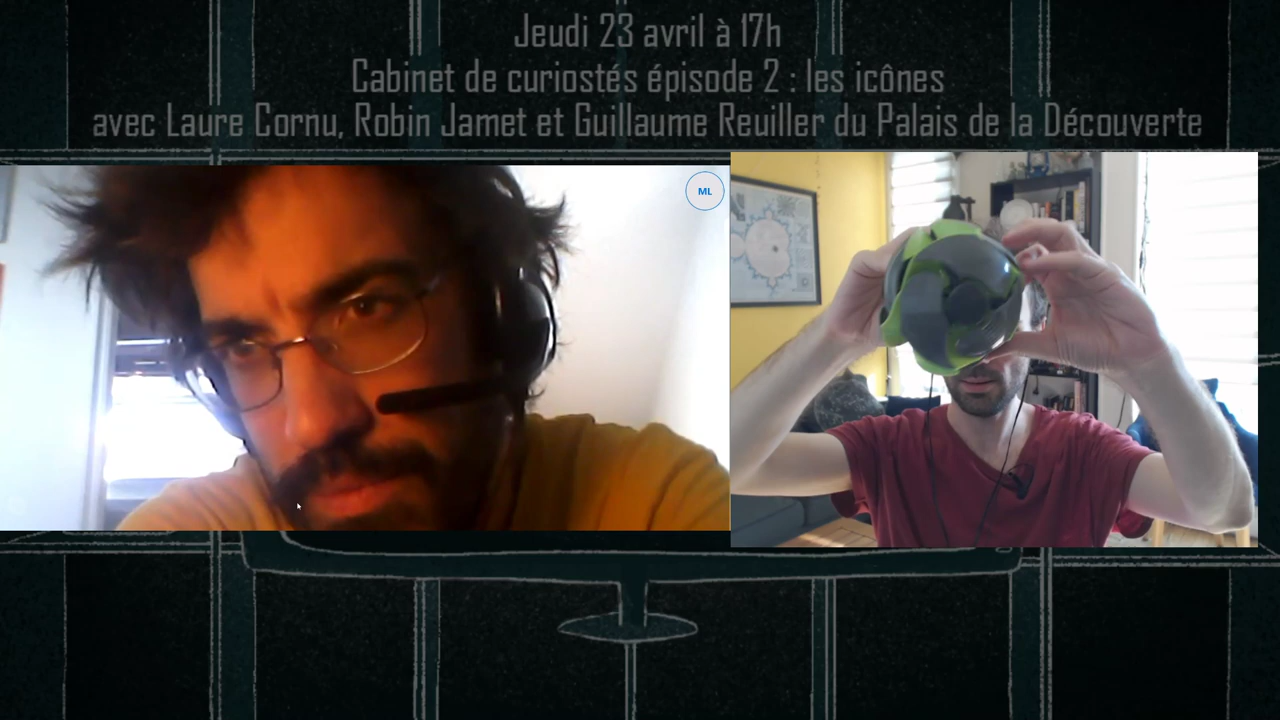 Jeudi 23 avril à 17h
Cabinet de curiostés épisode 2 : les icônes
avec Laure Cornu, Robin Jamet et Guillaume Reuiller du Palais de la Découverte
ML